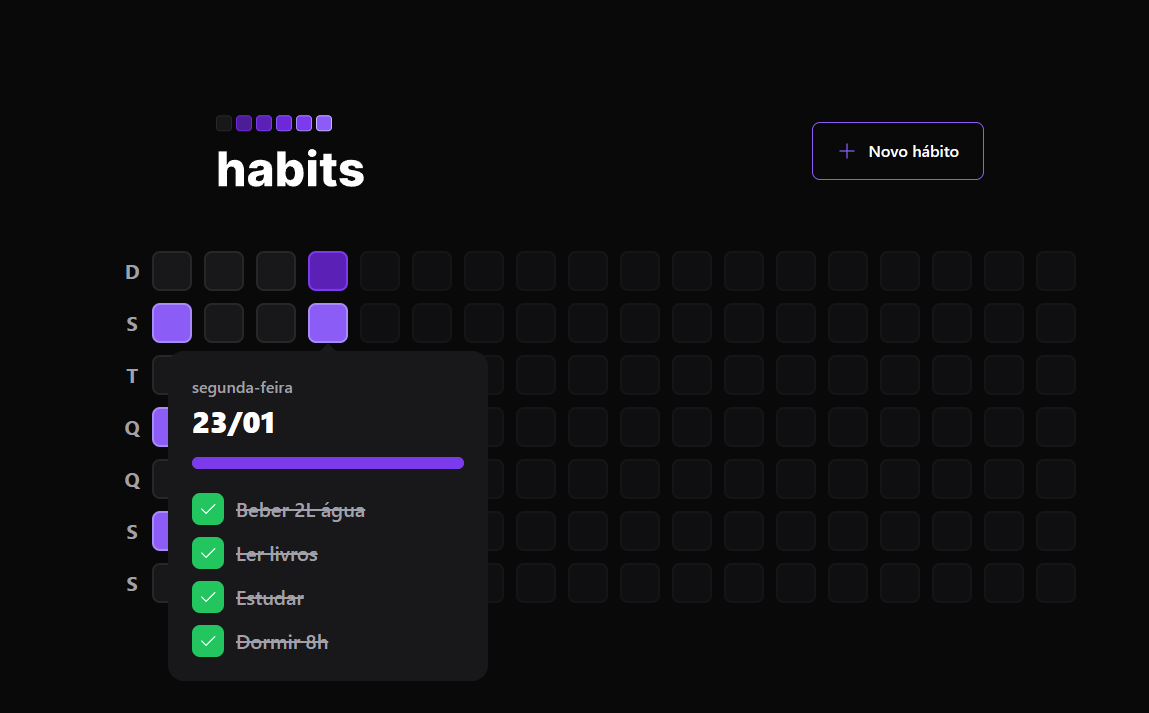 habits
Novo hábito
D
S
T
Q
Q
S
S
segunda-feira
23/01
Beber 2L água
Ler livros
Estudar
Dormir 8h